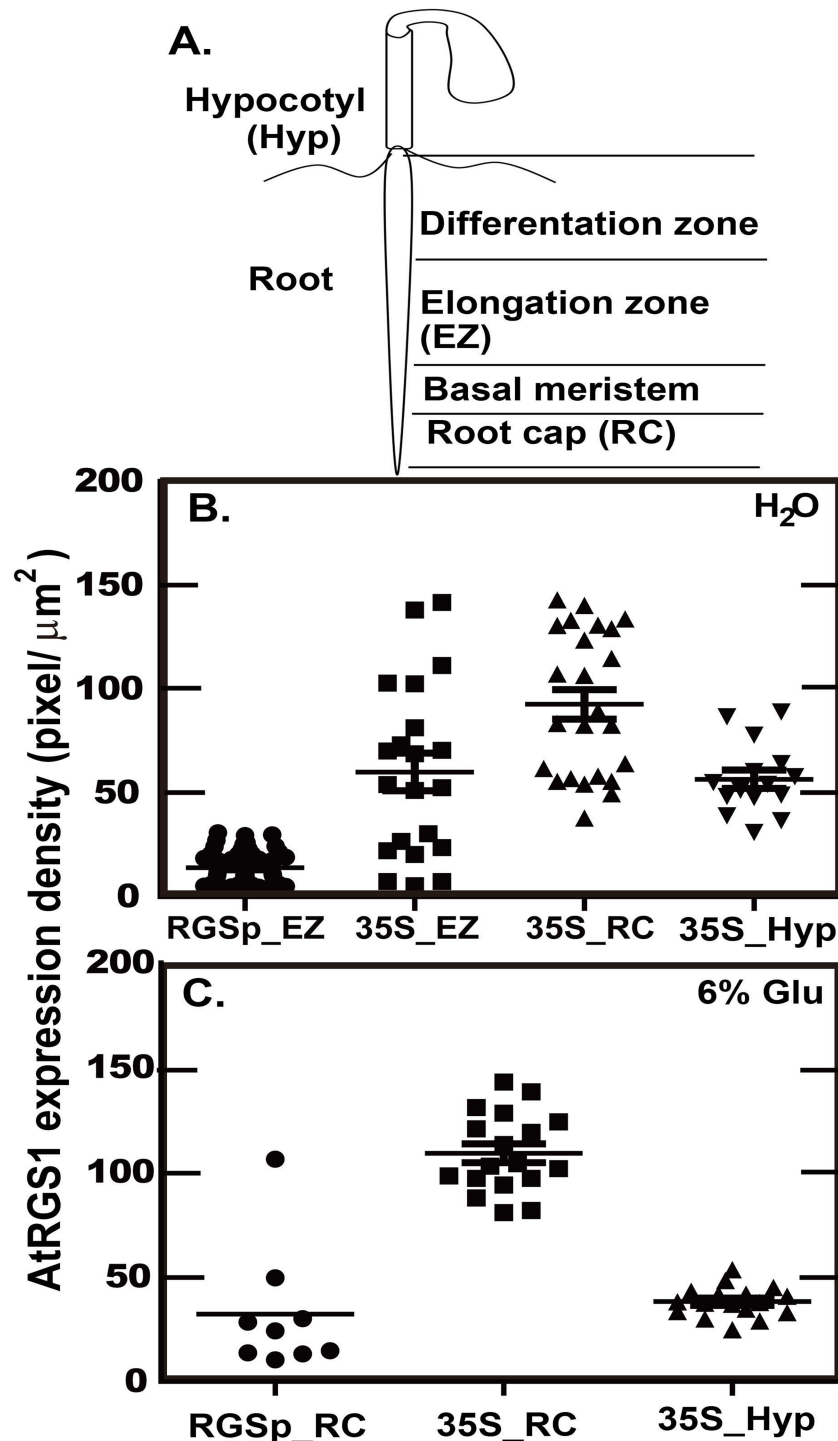 A.
Hypocotyl
(Hyp)
Differentation zone
Root
Elongation zone
(EZ)
Basal meristem
Root cap (RC)
AtRGS1 expression density (pixel/μm²)
200
B.
H₂O
150
100
50
0
RGSp_EZ 35S_EZ 35S_RC 35S_Hyp
200
C.
6% Glu
150
100
50
0
RGSp_RC 35S_RC 35S_Hyp